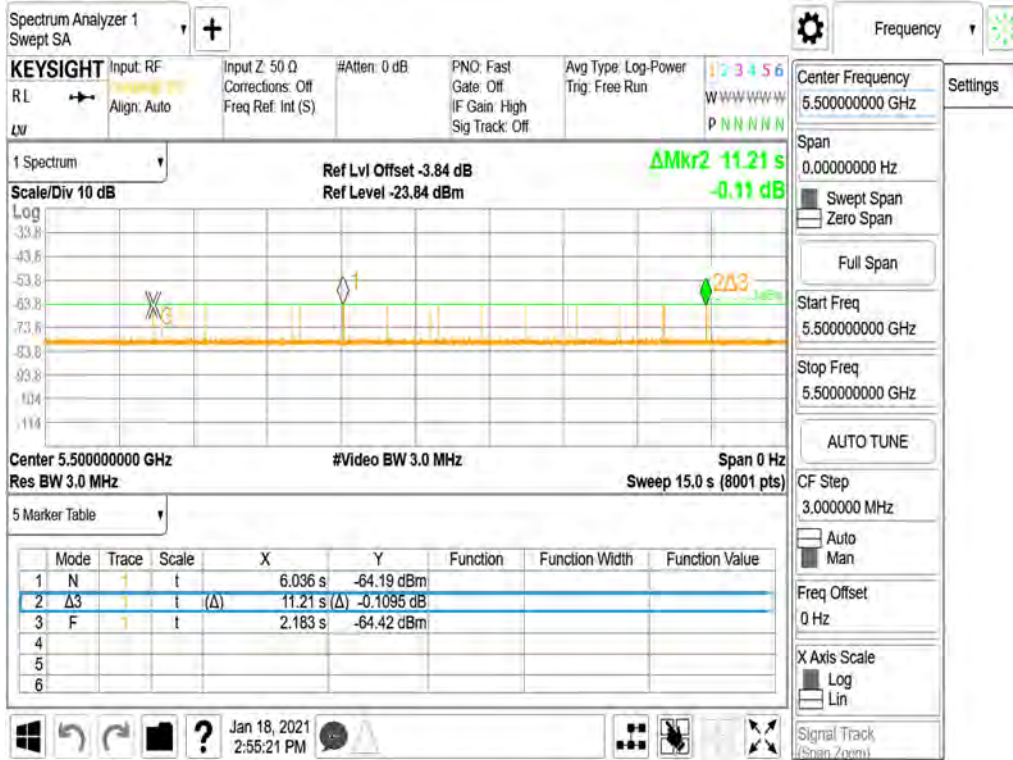 Spectrum Analyzer 1
Swept SA
+
Frequency
KEYSIGHT
RL
Input: RF
Align: Auto
Input Z: 50 Ω
Corrections: Off
Freq Ref: Int (S)
#Atten: 0 dB
PNO: Fast
Gate: Off
IF Gain: High
Sig Track: Off
Avg Type: Log-Power
Trig: Free Run
1 2 3 4 5 6
W W W W W W
P N N N N N
Center Frequency
5.500000000 GHz
Settings
Span
0.00000000 Hz
Swept Span
Zero Span
Full Span
Start Freq
5.500000000 GHz
Stop Freq
5.500000000 GHz
AUTO TUNE
CF Step
3.000000 MHz
Auto
Man
Freq Offset
0 Hz
X Axis Scale
Log
Lin
Signal Track
(Span Zoom)
1 Spectrum
Scale/Div 10 dB
Ref Lvl Offset -3.84 dB
Ref Level -23.84 dBm
ΔMkr2 11.21 s
-0.11 dB
Log
-33.8
-43.8
-53.8
-63.8
-73.8
-83.8
-93.8
-104
-114
X3
1
2Δ3
Center 5.500000000 GHz
#Video BW 3.0 MHz
Span 0 Hz
Res BW 3.0 MHz
Sweep 15.0 s (8001 pts)
5 Marker Table
Mode Trace Scale X Y Function Function Width Function Value
1 N 1 t 6.036 s -64.19 dBm
2 Δ3 1 t (Δ) 11.21 s (Δ) -0.1095 dB
3 F 1 t 2.183 s -64.42 dBm
4
5
6
?
Jan 18, 2021
2:55:21 PM